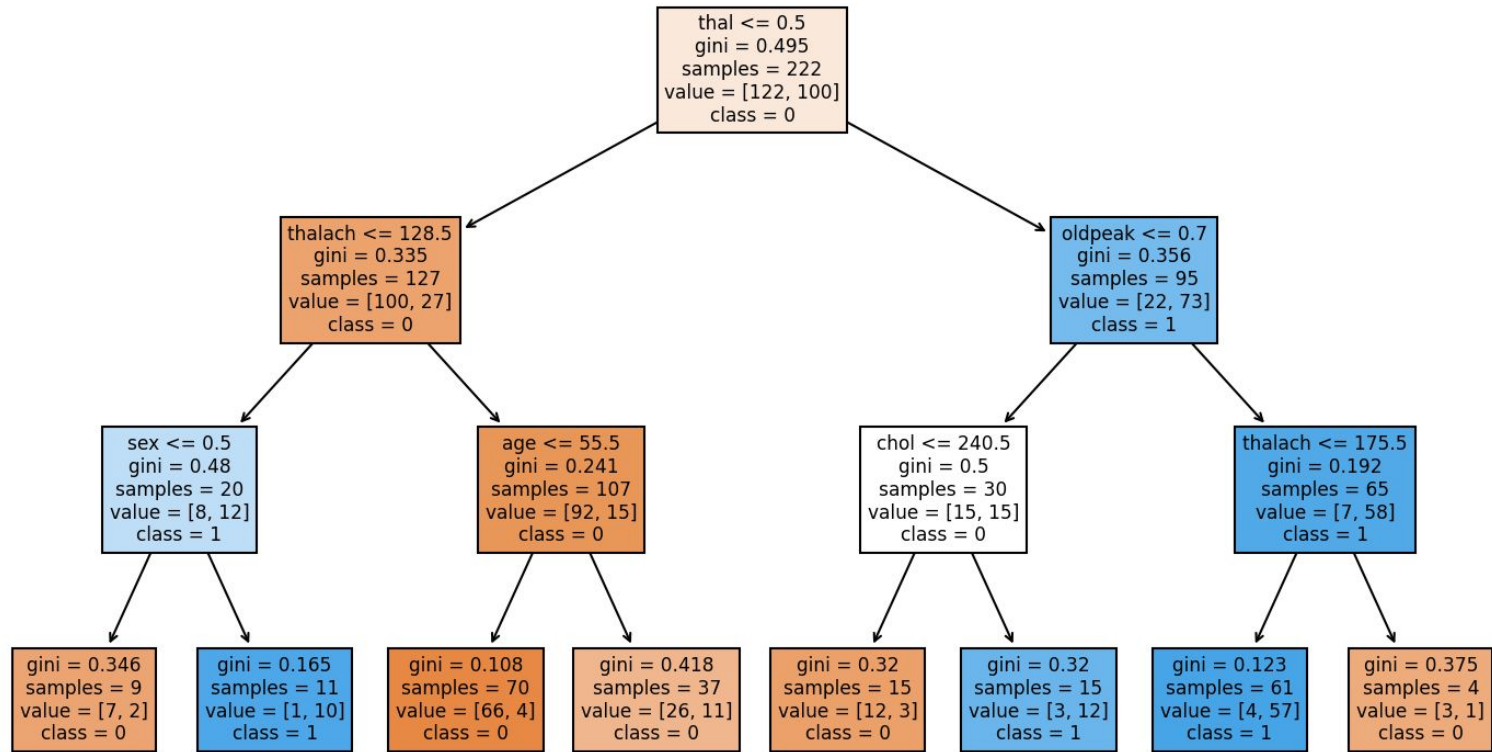 thal <= 0.5
gini = 0.495
samples = 222
value = [122, 100]
class = 0
thalach <= 128.5
gini = 0.335
samples = 127
value = [100, 27]
class = 0
oldpeak <= 0.7
gini = 0.356
samples = 95
value = [22, 73]
class = 1
sex <= 0.5
gini = 0.48
samples = 20
value = [8, 12]
class = 1
age <= 55.5
gini = 0.241
samples = 107
value = [92, 15]
class = 0
chol <= 240.5
gini = 0.5
samples = 30
value = [15, 15]
class = 0
thalach <= 175.5
gini = 0.192
samples = 65
value = [7, 58]
class = 1
gini = 0.346
samples = 9
value = [7, 2]
class = 0
gini = 0.165
samples = 11
value = [1, 10]
class = 1
gini = 0.108
samples = 70
value = [66, 4]
class = 0
gini = 0.418
samples = 37
value = [26, 11]
class = 0
gini = 0.32
samples = 15
value = [12, 3]
class = 0
gini = 0.32
samples = 15
value = [3, 12]
class = 1
gini = 0.123
samples = 61
value = [4, 57]
class = 1
gini = 0.375
samples = 4
value = [3, 1]
class = 0